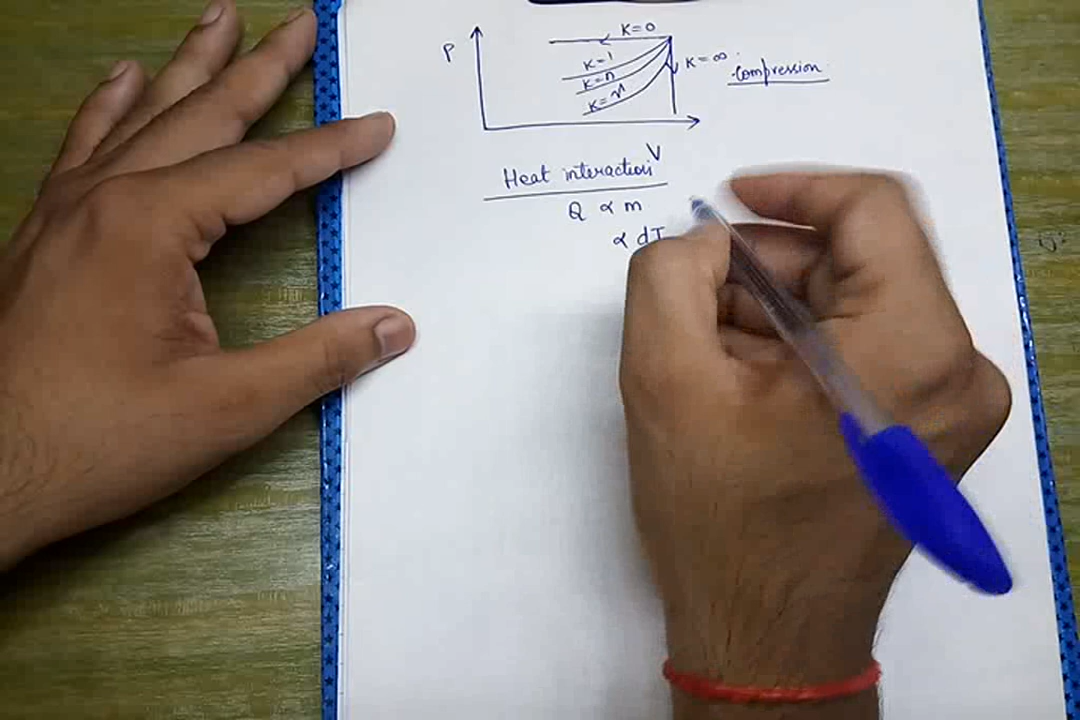 P
K=0
K=1
K=n
K=γ
K=∞
Compression
V
Heat interaction
Q ∝ m
∝ dT